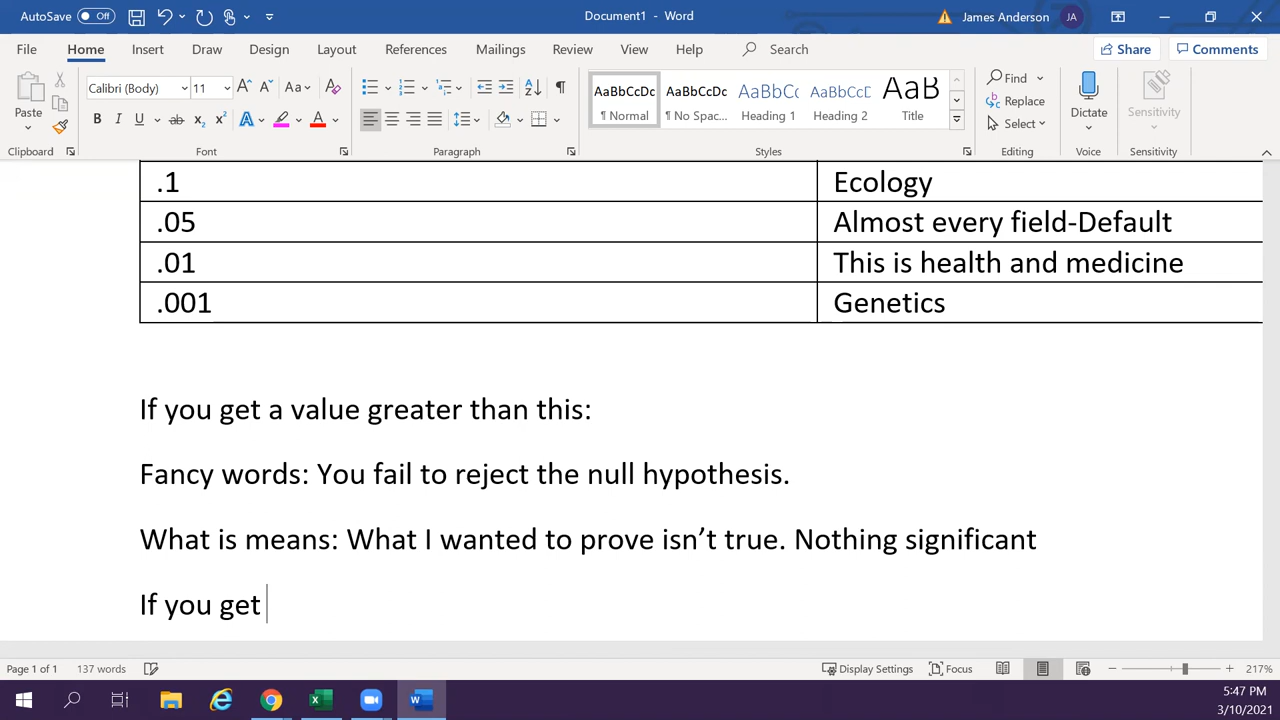 AutoSave Off Document1 - Word James Anderson JA
File Home Insert Draw Design Layout References Mailings Review View Help Search Share Comments
Paste Calibri (Body) 11 A A Aa AaBbCcDc AaBbCcDc AaBbCc AaBbCcD AaB Find Dictate Sensitivity
B I U ab x₂ x² A A ¶ Normal ¶ No Spac... Heading 1 Heading 2 Title Replace
Select
Clipboard Font Paragraph Styles Editing Voice Sensitivity
.1 Ecology
.05 Almost every field-Default
.01 This is health and medicine
.001 Genetics
If you get a value greater than this:
Fancy words: You fail to reject the null hypothesis.
What is means: What I wanted to prove isn’t true. Nothing significant
If you get
Page 1 of 1 137 words Display Settings Focus 217%
5:47 PM
3/10/2021